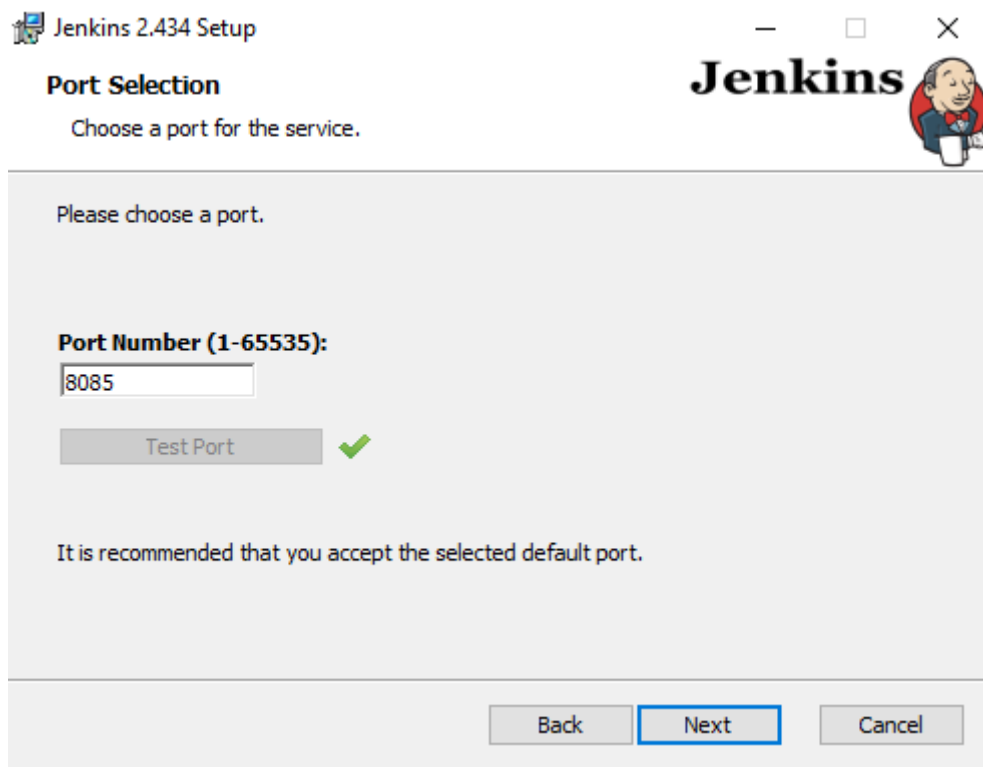 Jenkins 2.434 Setup
Port Selection
Jenkins
Choose a port for the service.
Please choose a port.
Port Number (1-65535):
8085
Test Port
It is recommended that you accept the selected default port.
Back Next Cancel